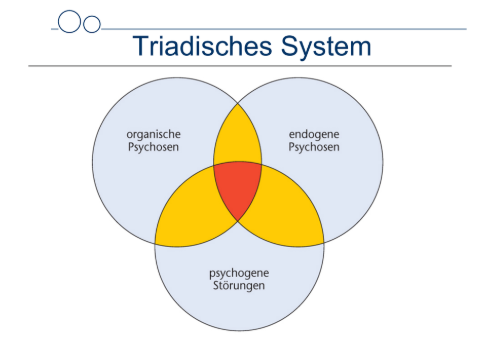 Triadisches System
organische
Psychosen
endogene
Psychosen
psychogene
Störungen